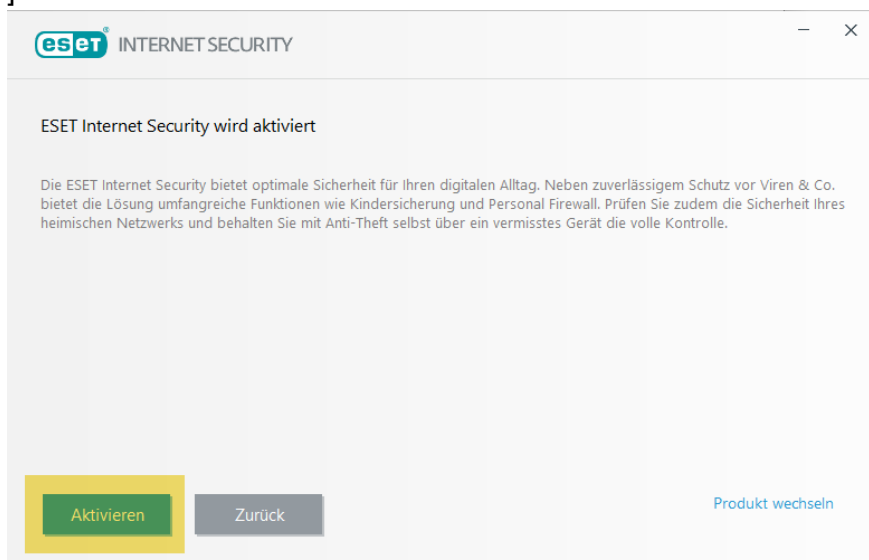 eset INTERNET SECURITY
ESET Internet Security wird aktiviert
Die ESET Internet Security bietet optimale Sicherheit für Ihren digitalen Alltag. Neben zuverlässigem Schutz vor Viren & Co.
bietet die Lösung umfangreiche Funktionen wie Kindersicherung und Personal Firewall. Prüfen Sie zudem die Sicherheit Ihres
heimischen Netzwerks und behalten Sie mit Anti-Theft selbst über ein vermisstes Gerät die volle Kontrolle.
Aktivieren Zurück Produkt wechseln